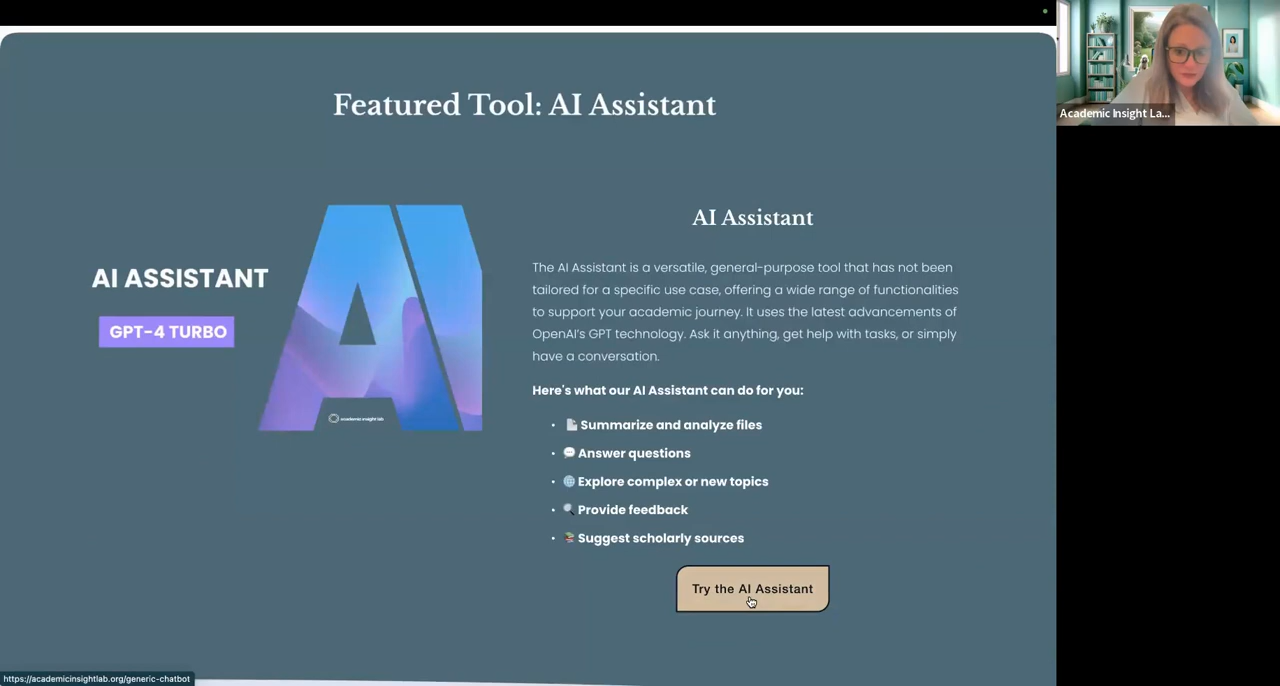 Featured Tool: AI Assistant
Academic Insight La...
AI ASSISTANT
GPT-4 TURBO
AI
academic insight lab
AI Assistant
The AI Assistant is a versatile, general-purpose tool that has not been
tailored for a specific use case, offering a wide range of functionalities
to support your academic journey. It uses the latest advancements of
OpenAI's GPT technology. Ask it anything, get help with tasks, or simply
have a conversation.
Here's what our AI Assistant can do for you:
• Summarize and analyze files
• Answer questions
• Explore complex or new topics
• Provide feedback
• Suggest scholarly sources
Try the AI Assistant
https://academicinsightlab.org/generic-chatbot